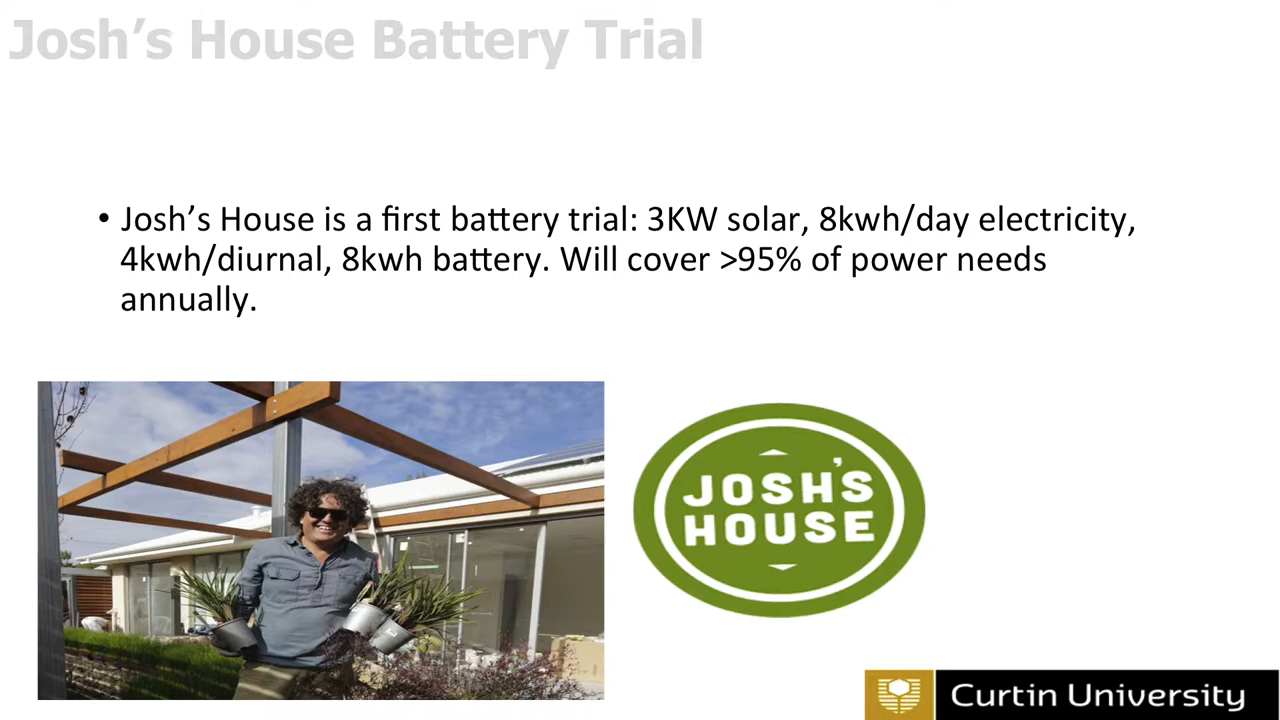 Josh’s House Battery Trial
• Josh’s House is a first battery trial: 3KW solar, 8kwh/day electricity,
4kwh/diurnal, 8kwh battery. Will cover >95% of power needs
annually.
JOSH'S
HOUSE
Curtin University